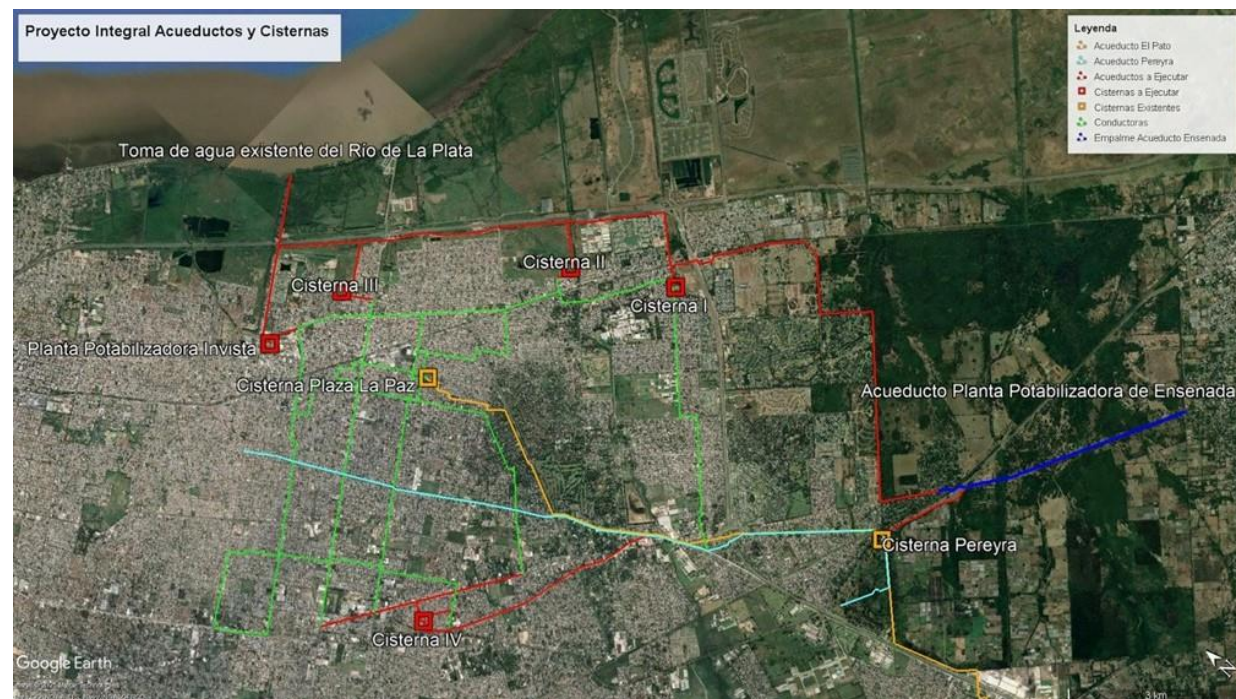 Proyecto Integral Acueductos y Cisternas
Leyenda
Acueducto El Pato
Acueducto Pereyra
Acueductos a Ejecutar
Cisternas a Ejecutar
Cisternas Existentes
Conductoras
Empalme Acueducto Ensenada
Toma de agua existente del Río de La Plata
Cisterna II
Cisterna III
Cisterna I
Planta Potabilizadora Invista
Cisterna Plaza La Paz
Acueducto Planta Potabilizadora de Ensenada
Cisterna Pereyra
Cisterna IV
Google Earth
N
3 km